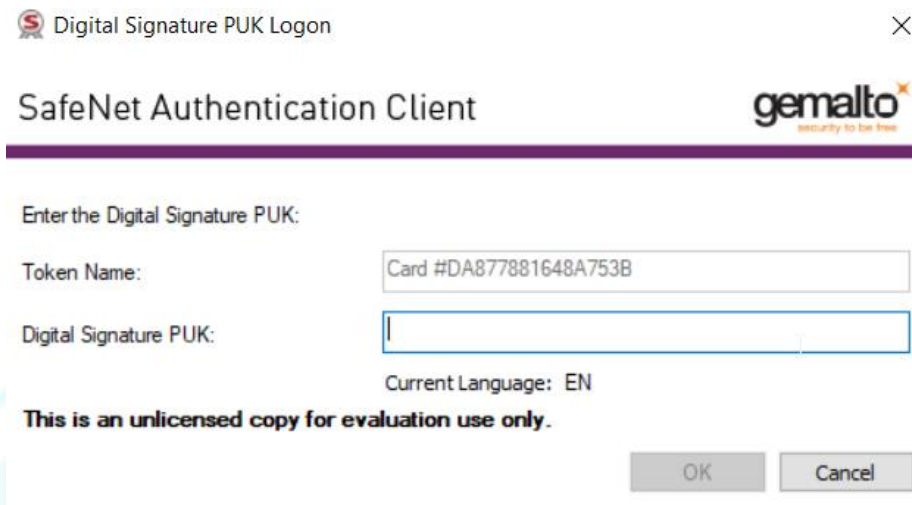 Digital Signature PUK Logon
SafeNet Authentication Client
gemalto
security to be free
Enter the Digital Signature PUK:
Token Name:
Card #DA877881648A753B
Digital Signature PUK:
Current Language: EN
This is an unlicensed copy for evaluation use only.
OK
Cancel